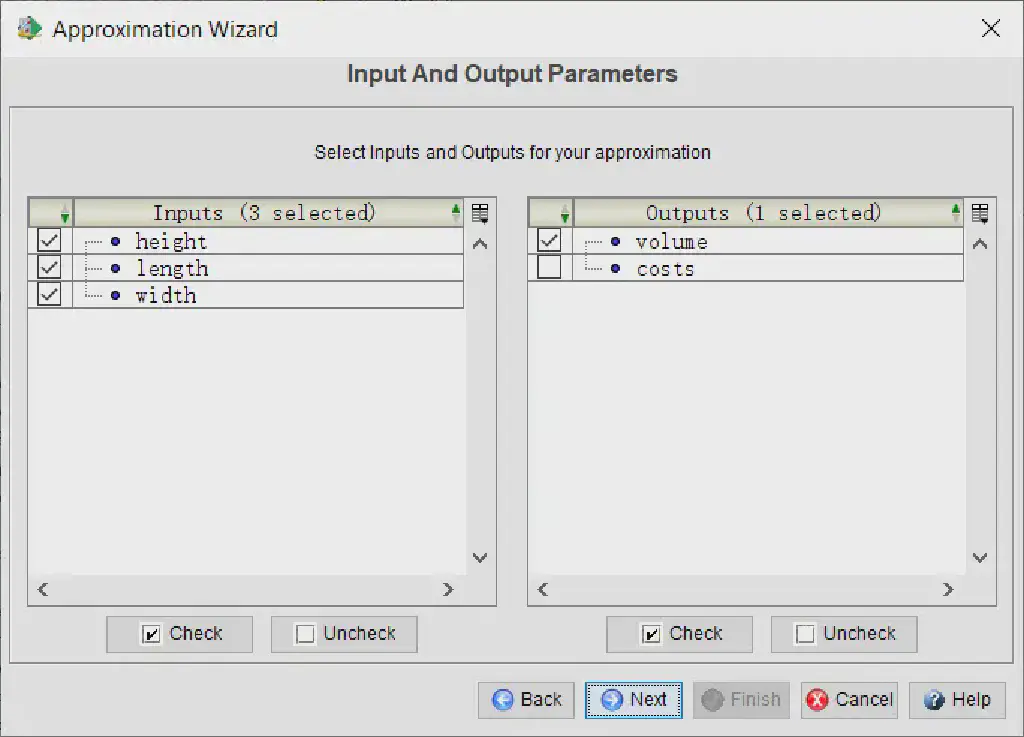 Approximation Wizard
Input And Output Parameters
Select Inputs and Outputs for your approximation
Inputs (3 selected)
height
length
width
Check Uncheck
Outputs (1 selected)
volume
costs
Check Uncheck
Back Next Finish Cancel Help